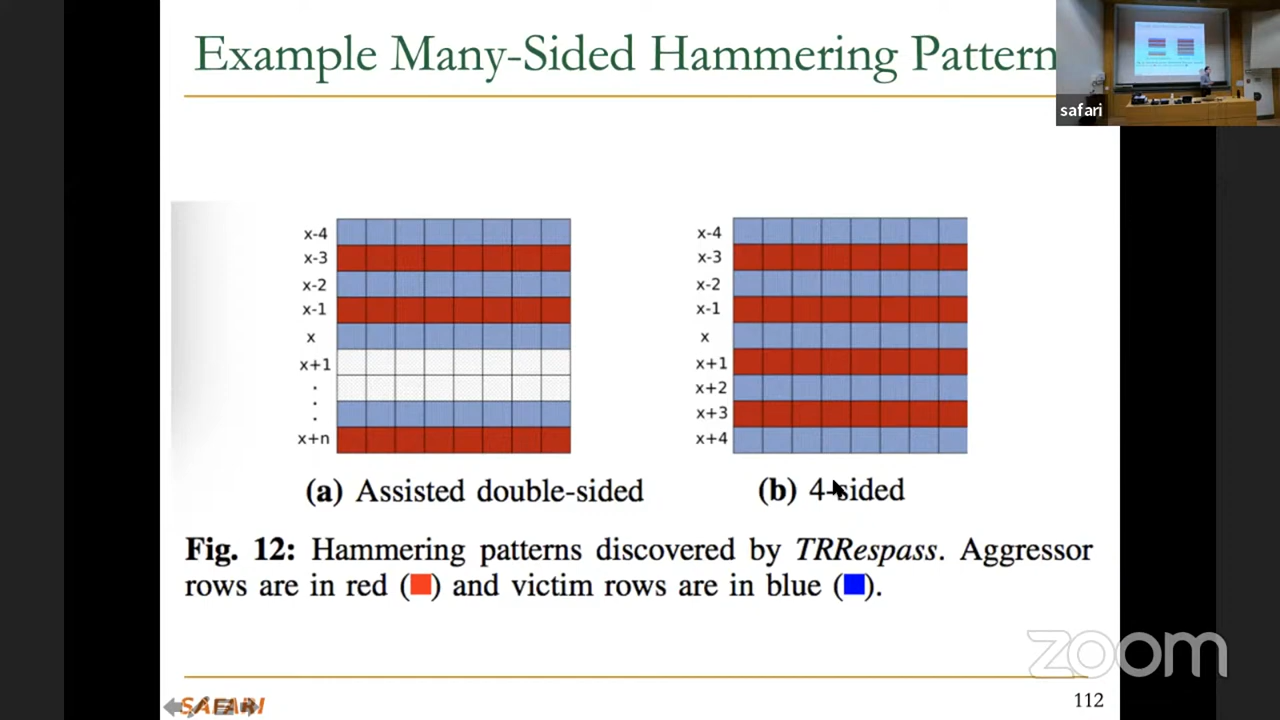 Example Many-Sided Hammering Pattern
safari
x-4
x-3
x-2
x-1
x
x+1
x+n
(a) Assisted double-sided
x-4
x-3
x-2
x-1
x
x+1
x+2
x+3
x+4
(b) 4-sided
Fig. 12: Hammering patterns discovered by TRRespass. Aggressor
rows are in red ( ) and victim rows are in blue ( ).
zoom
SAFARI
112